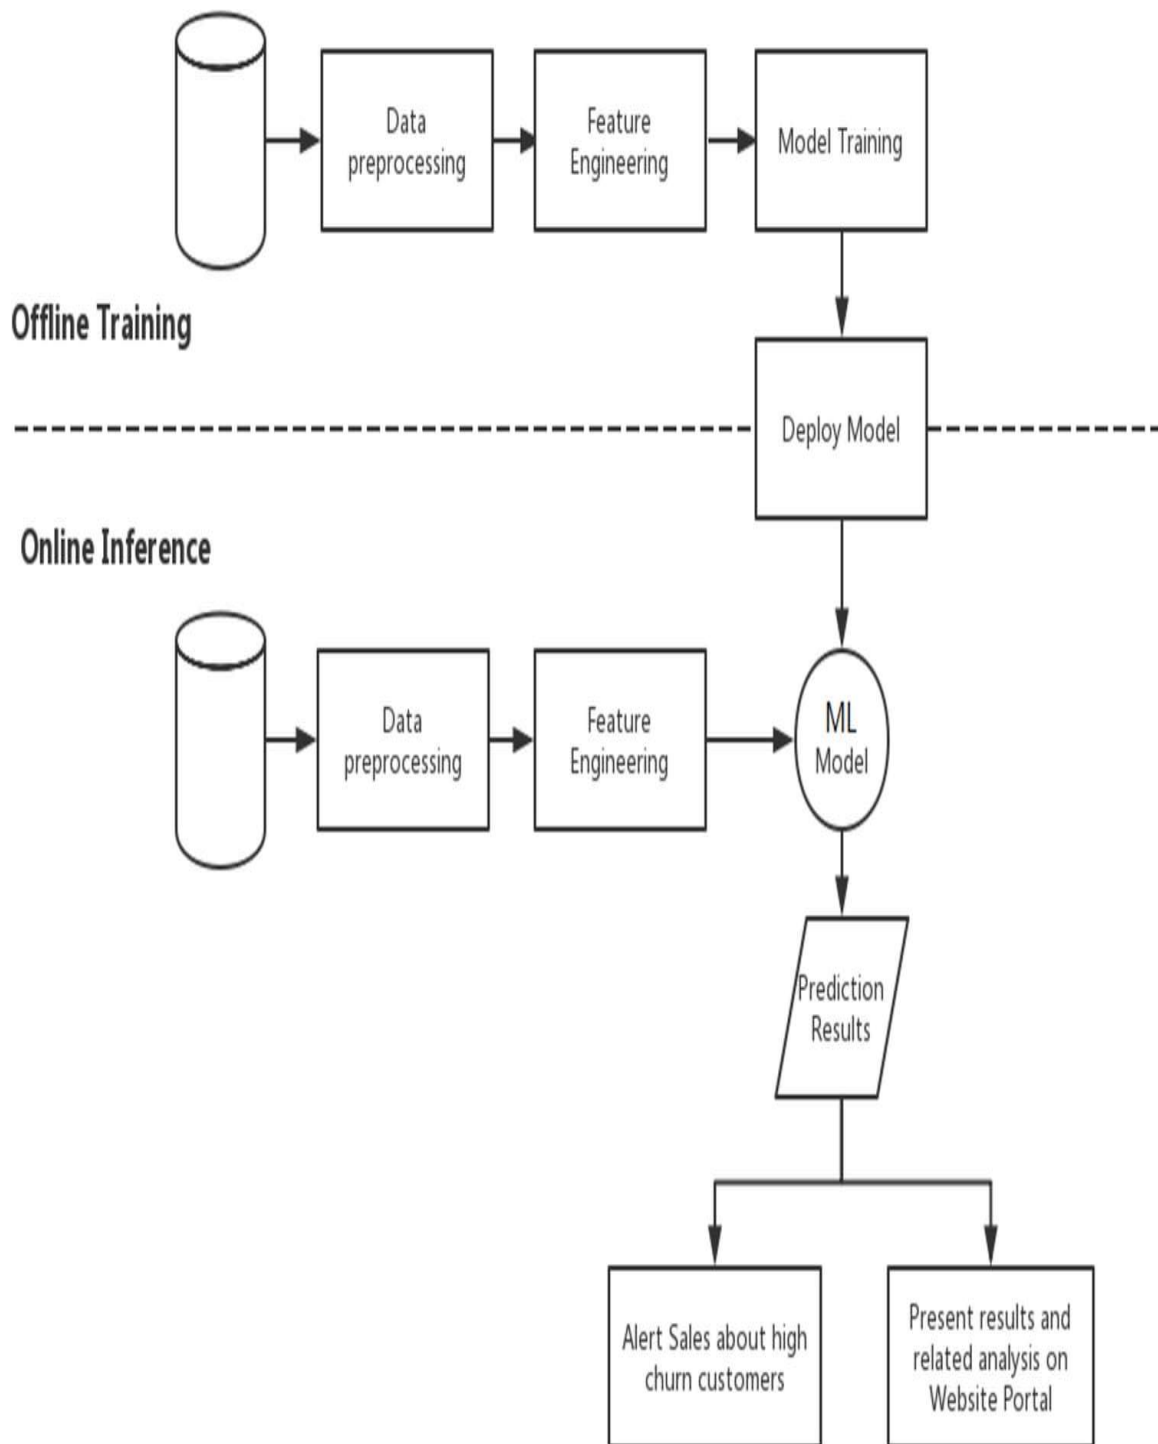 Data
preprocessing
Feature
Engineering
Model Training
Offline Training
Deploy Model
Online Inference
Data
preprocessing
Feature
Engineering
ML
Model
Prediction
Results
Alert Sales about high
churn customers
Present results and
related analysis on
Website Portal